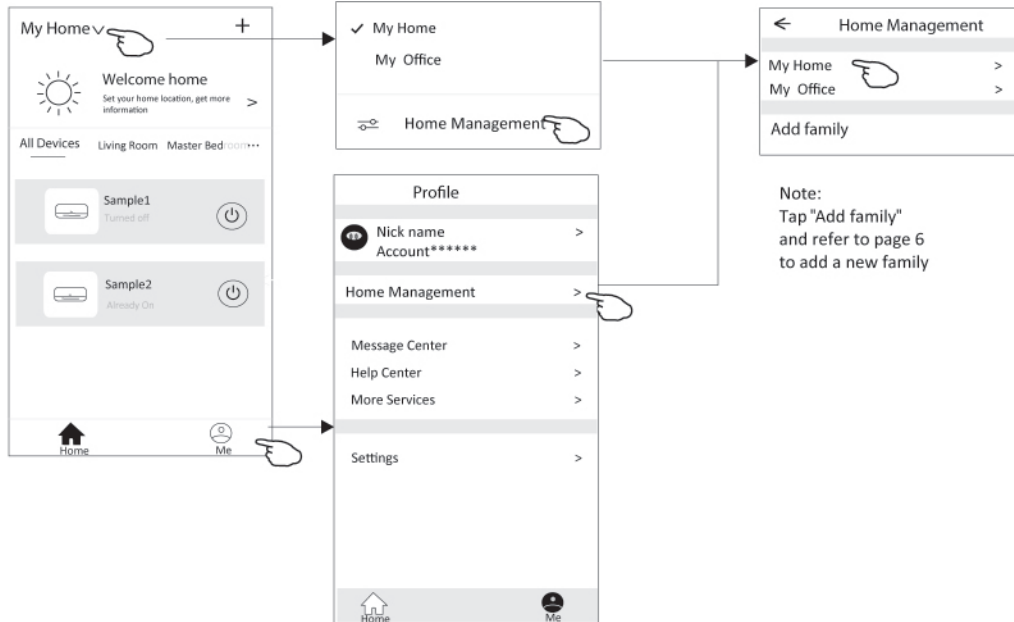 My Home
+
Welcome home
Set your home location, get more
information
>
All Devices Living Room Master Bedroom...
Sample1
Turned off
Sample2
Already On
Home
Me
✓ My Home
My Office
Home Management
Profile
Nick name >
Account******
Home Management >
Message Center >
Help Center >
More Services >
Settings >
Home
Me
← Home Management
My Home >
My Office >
Add family
Note:
Tap "Add family"
and refer to page 6
to add a new family